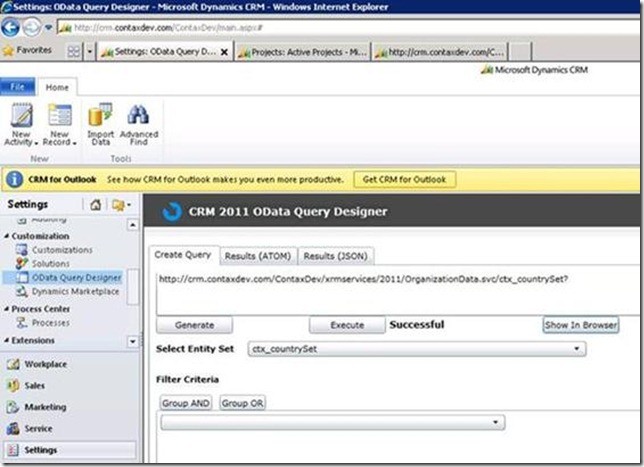 Settings: OData Query Designer - Microsoft Dynamics CRM - Windows Internet Explorer
http://crm.contaxdev.com/ContaxDev/main.aspx#
Favorites
Settings: OData Query D...
Projects: Active Projects - Mi...
http://crm.contaxdev.com/C...
Microsoft Dynamics CRM
File
Home
New Activity
New Record
Import Data
Advanced Find
New
Tools
CRM for Outlook See how CRM for Outlook makes you even more productive. Get CRM for Outlook
Settings
CRM 2011 OData Query Designer
Auditing
Customization
Customizations
Solutions
OData Query Designer
Dynamics Marketplace
Process Center
Processes
Extensions
Workplace
Sales
Marketing
Service
Settings
Create Query
Results (ATOM)
Results (JSON)
http://crm.contaxdev.com/ContaxDev/xrmservices/2011/OrganizationData.svc/ctx_countrySet?
Generate
Execute
Successful
Show In Browser
Select Entity Set
ctx_countrySet
Filter Criteria
Group AND
Group OR